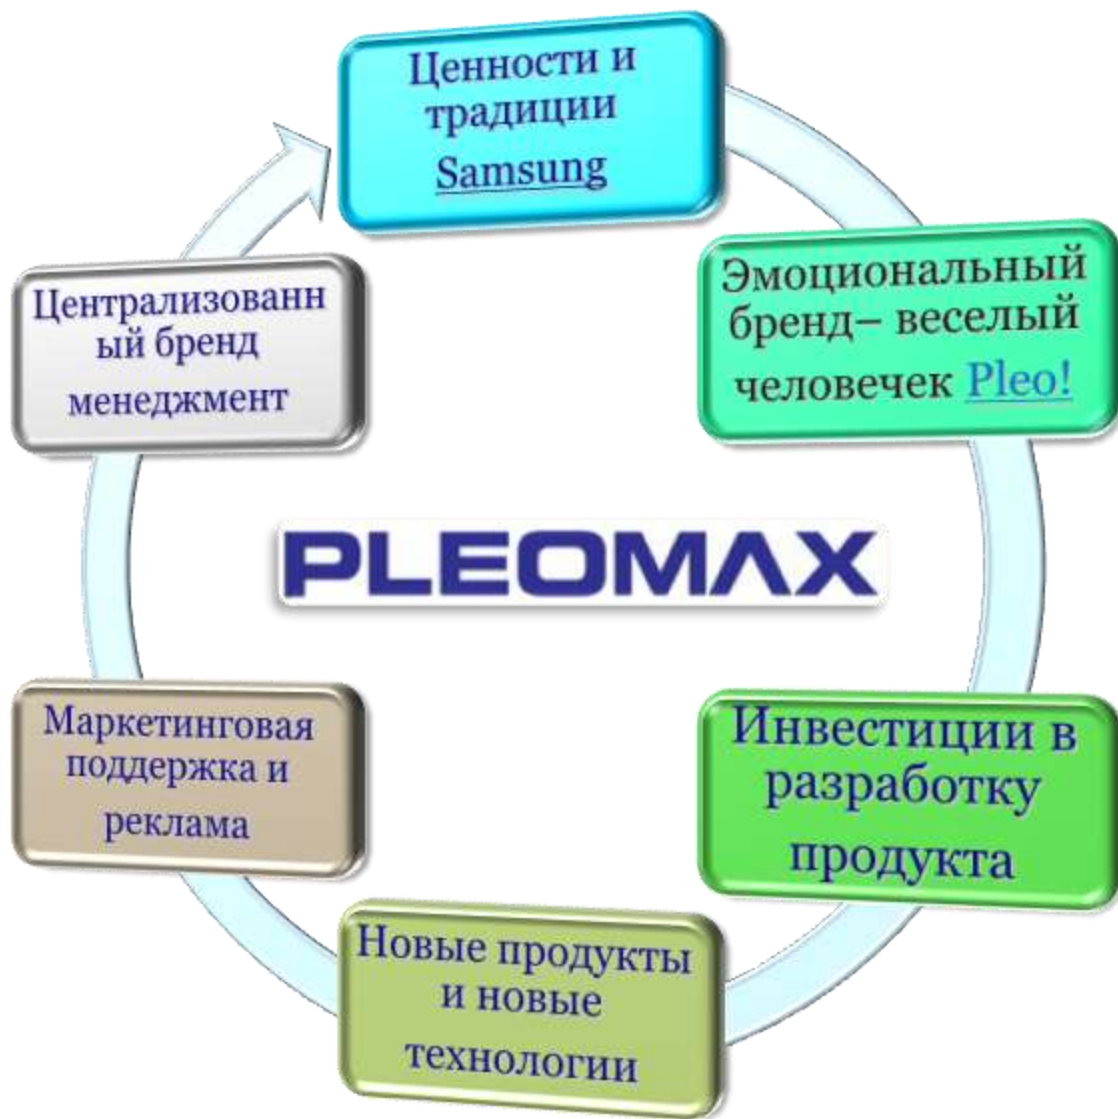 Ценности и
традиции
Samsung
Эмоциональный
бренд– веселый
человечек Pleo!
Инвестиции в
разработку
продукта
Новые продукты
и новые
технологии
Маркетинговая
поддержка и
реклама
Централизованн
ый бренд
менеджмент
PLEOMAX